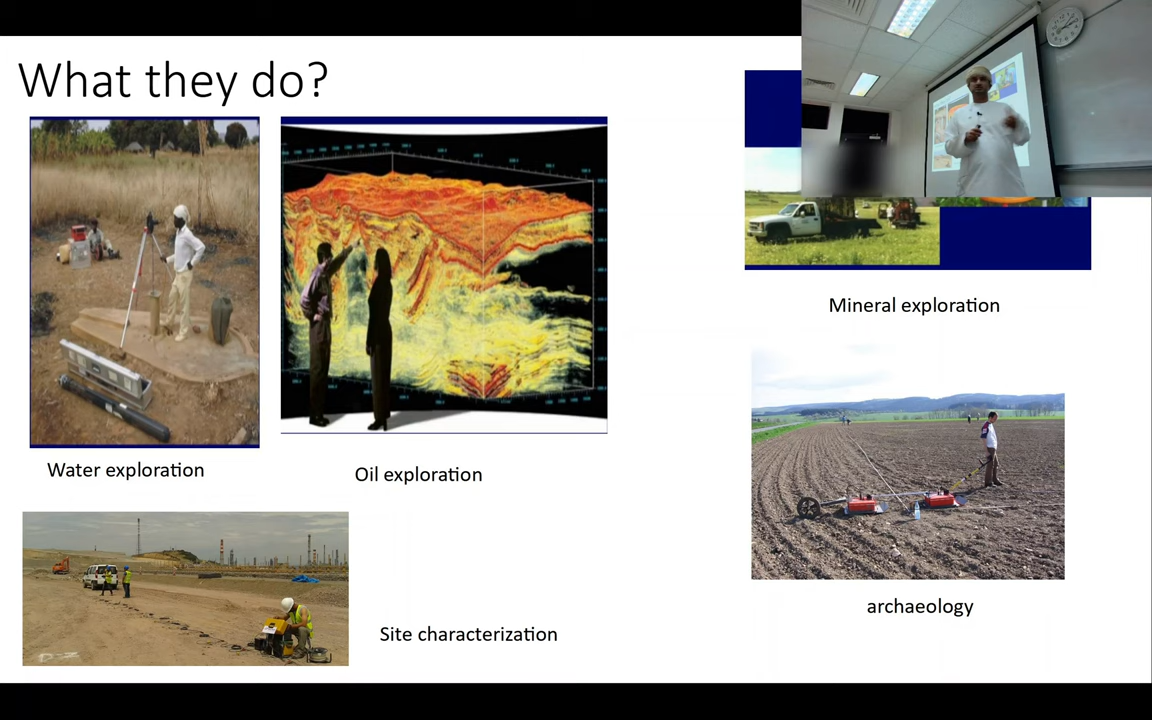 What they do?
Mineral exploration
Water exploration
Oil exploration
archaeology
Site characterization